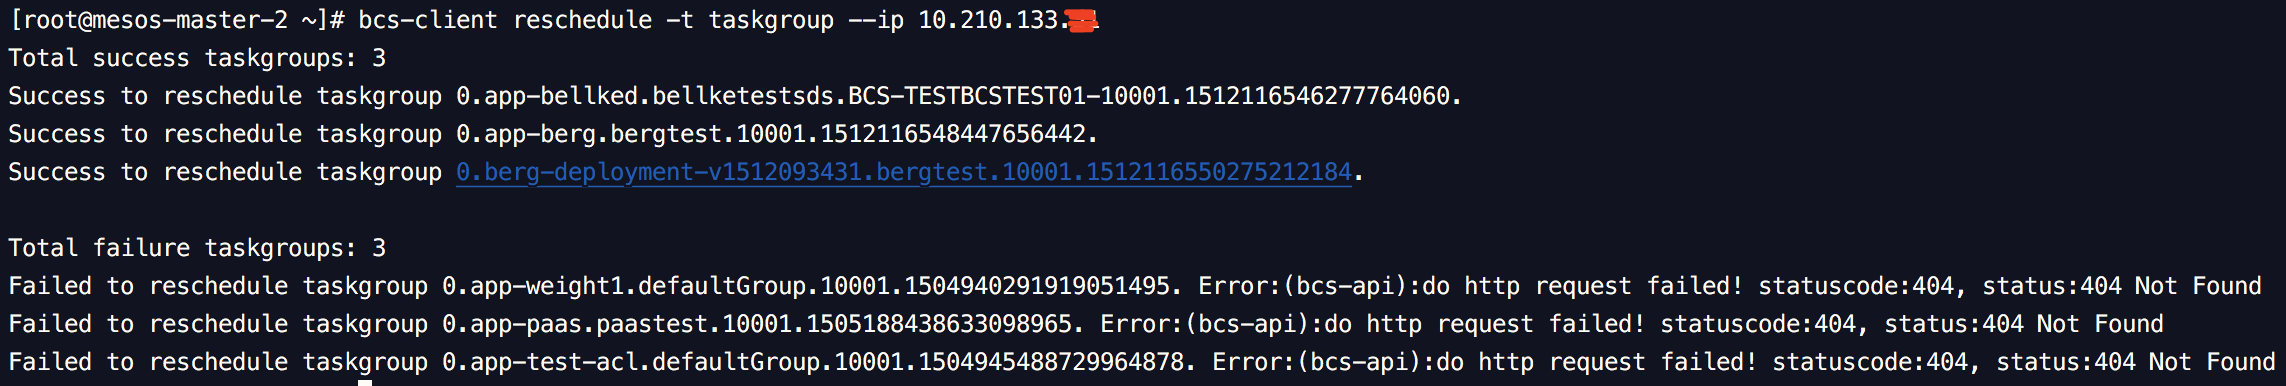 [root@mesos-master-2 ~]# bcs-client reschedule -t taskgroup --ip 10.210.133.
Total success taskgroups: 3
Success to reschedule taskgroup 0.app-bellked.bellketestsds.BCS-TESTBCSTEST01-10001.1512116546277764060.
Success to reschedule taskgroup 0.app-berg.bergtest.10001.1512116548447656442.
Success to reschedule taskgroup 0.berg-deployment-v1512093431.bergtest.10001.1512116550275212184.
Total failure taskgroups: 3
Failed to reschedule taskgroup 0.app-weight1.defaultGroup.10001.1504940291919051495. Error:(bcs-api):do http request failed! statuscode:404, status:404 Not Found
Failed to reschedule taskgroup 0.app-paas.paastest.10001.1505188438633098965. Error:(bcs-api):do http request failed! statuscode:404, status:404 Not Found
Failed to reschedule taskgroup 0.app-test-acl.defaultGroup.10001.1504945488729964878. Error:(bcs-api):do http request failed! statuscode:404, status:404 Not Found